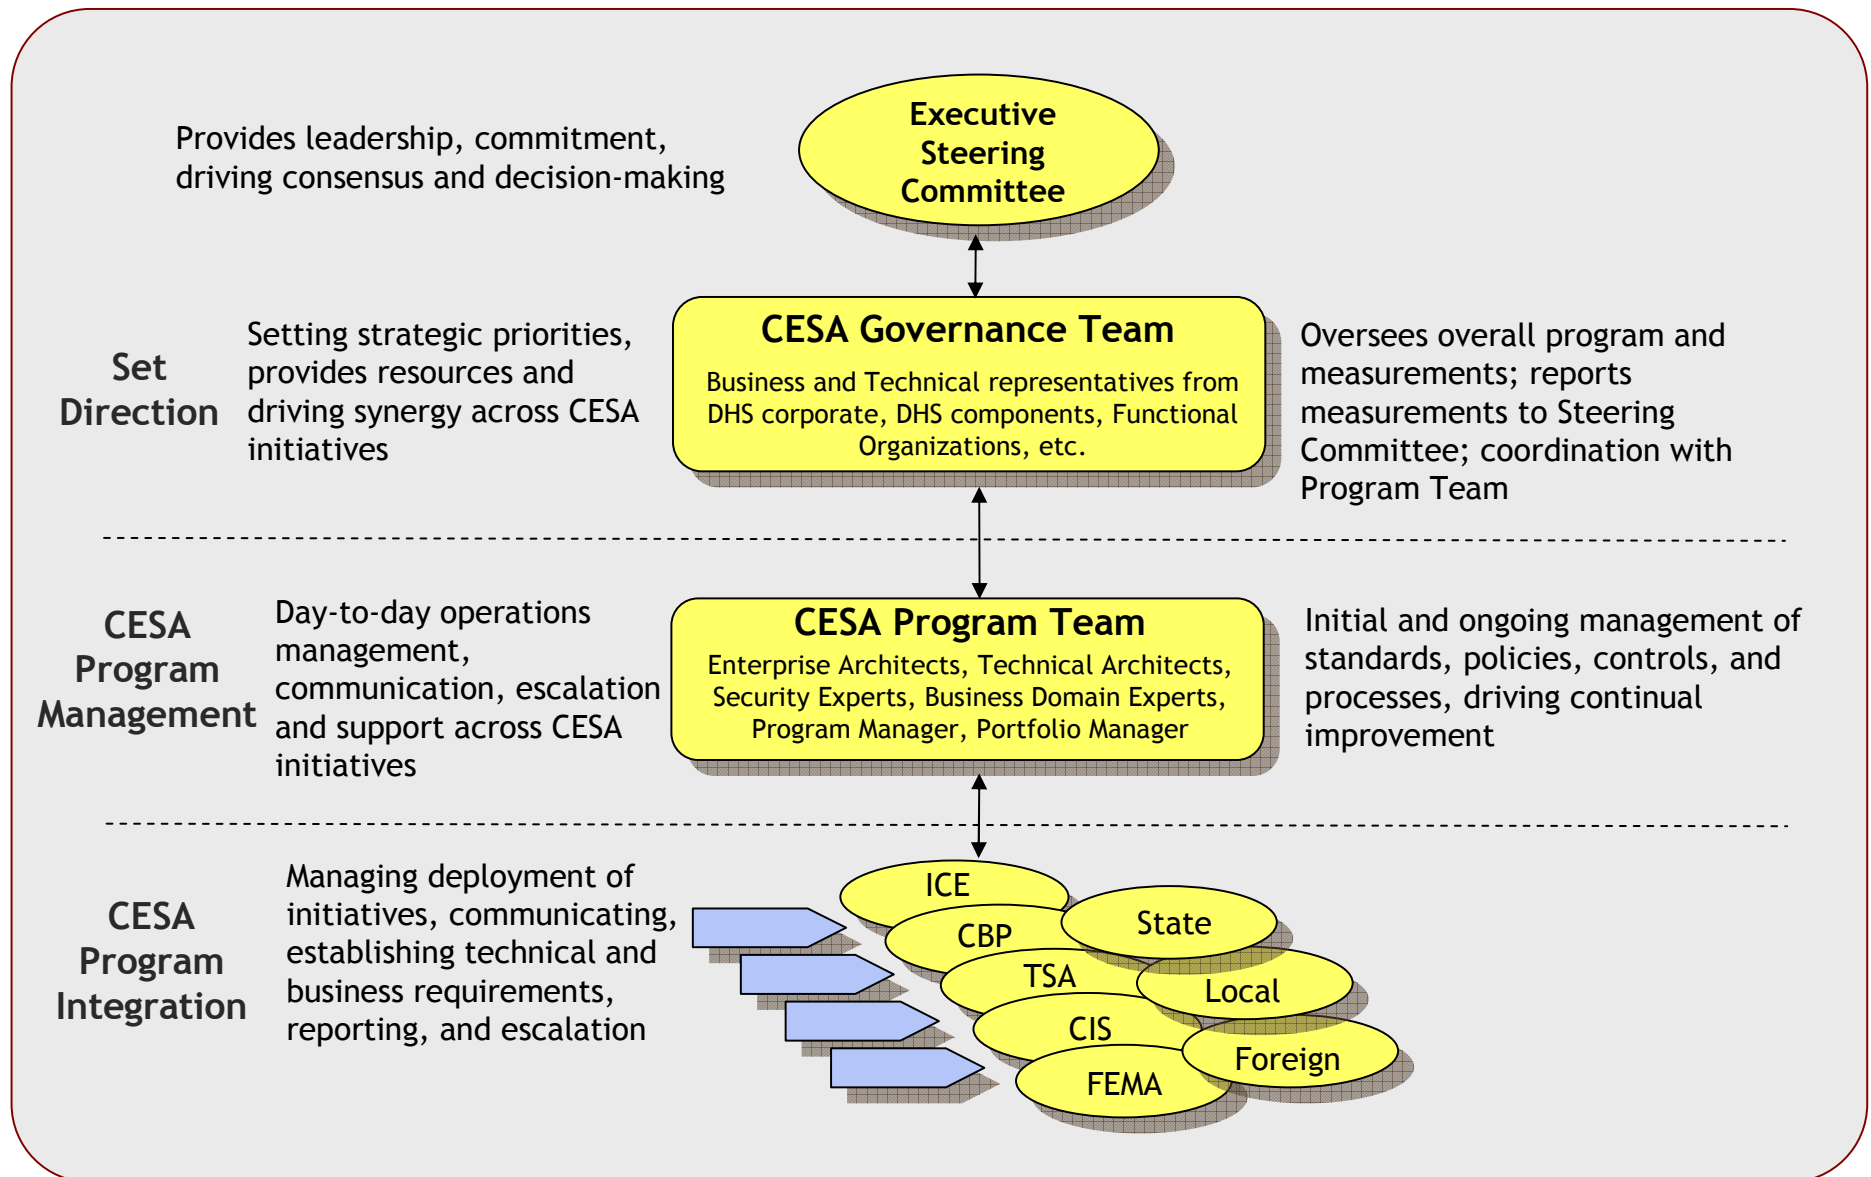 Executive
Steering
Committee
Provides leadership, commitment,
driving consensus and decision-making
Set
Direction
Setting strategic priorities,
provides resources and
driving synergy across CESA
initiatives
CESA Governance Team
Business and Technical representatives from
DHS corporate, DHS components, Functional
Organizations, etc.
Oversees overall program and
measurements; reports
measurements to Steering
Committee; coordination with
Program Team
CESA
Program
Management
Day-to-day operations
management,
communication, escalation
and support across CESA
initiatives
CESA Program Team
Enterprise Architects, Technical Architects,
Security Experts, Business Domain Experts,
Program Manager, Portfolio Manager
Initial and ongoing management of
standards, policies, controls, and
processes, driving continual
improvement
CESA
Program
Integration
Managing deployment of
initiatives, communicating,
establishing technical and
business requirements,
reporting, and escalation
ICE
CBP
TSA
CIS
FEMA
State
Local
Foreign